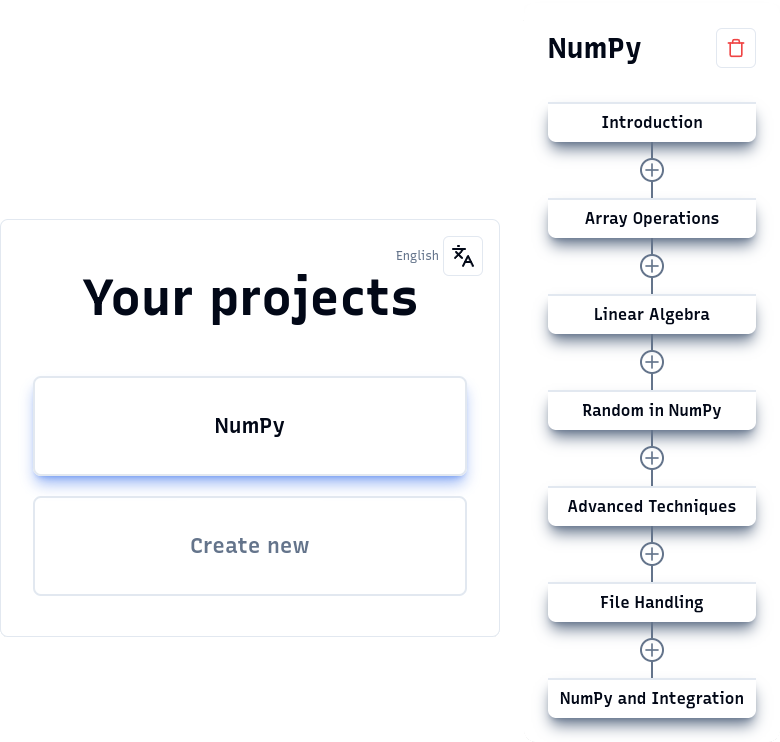 English
Your projects
NumPy
Create new
NumPy
Introduction
Array Operations
Linear Algebra
Random in NumPy
Advanced Techniques
File Handling
NumPy and Integration